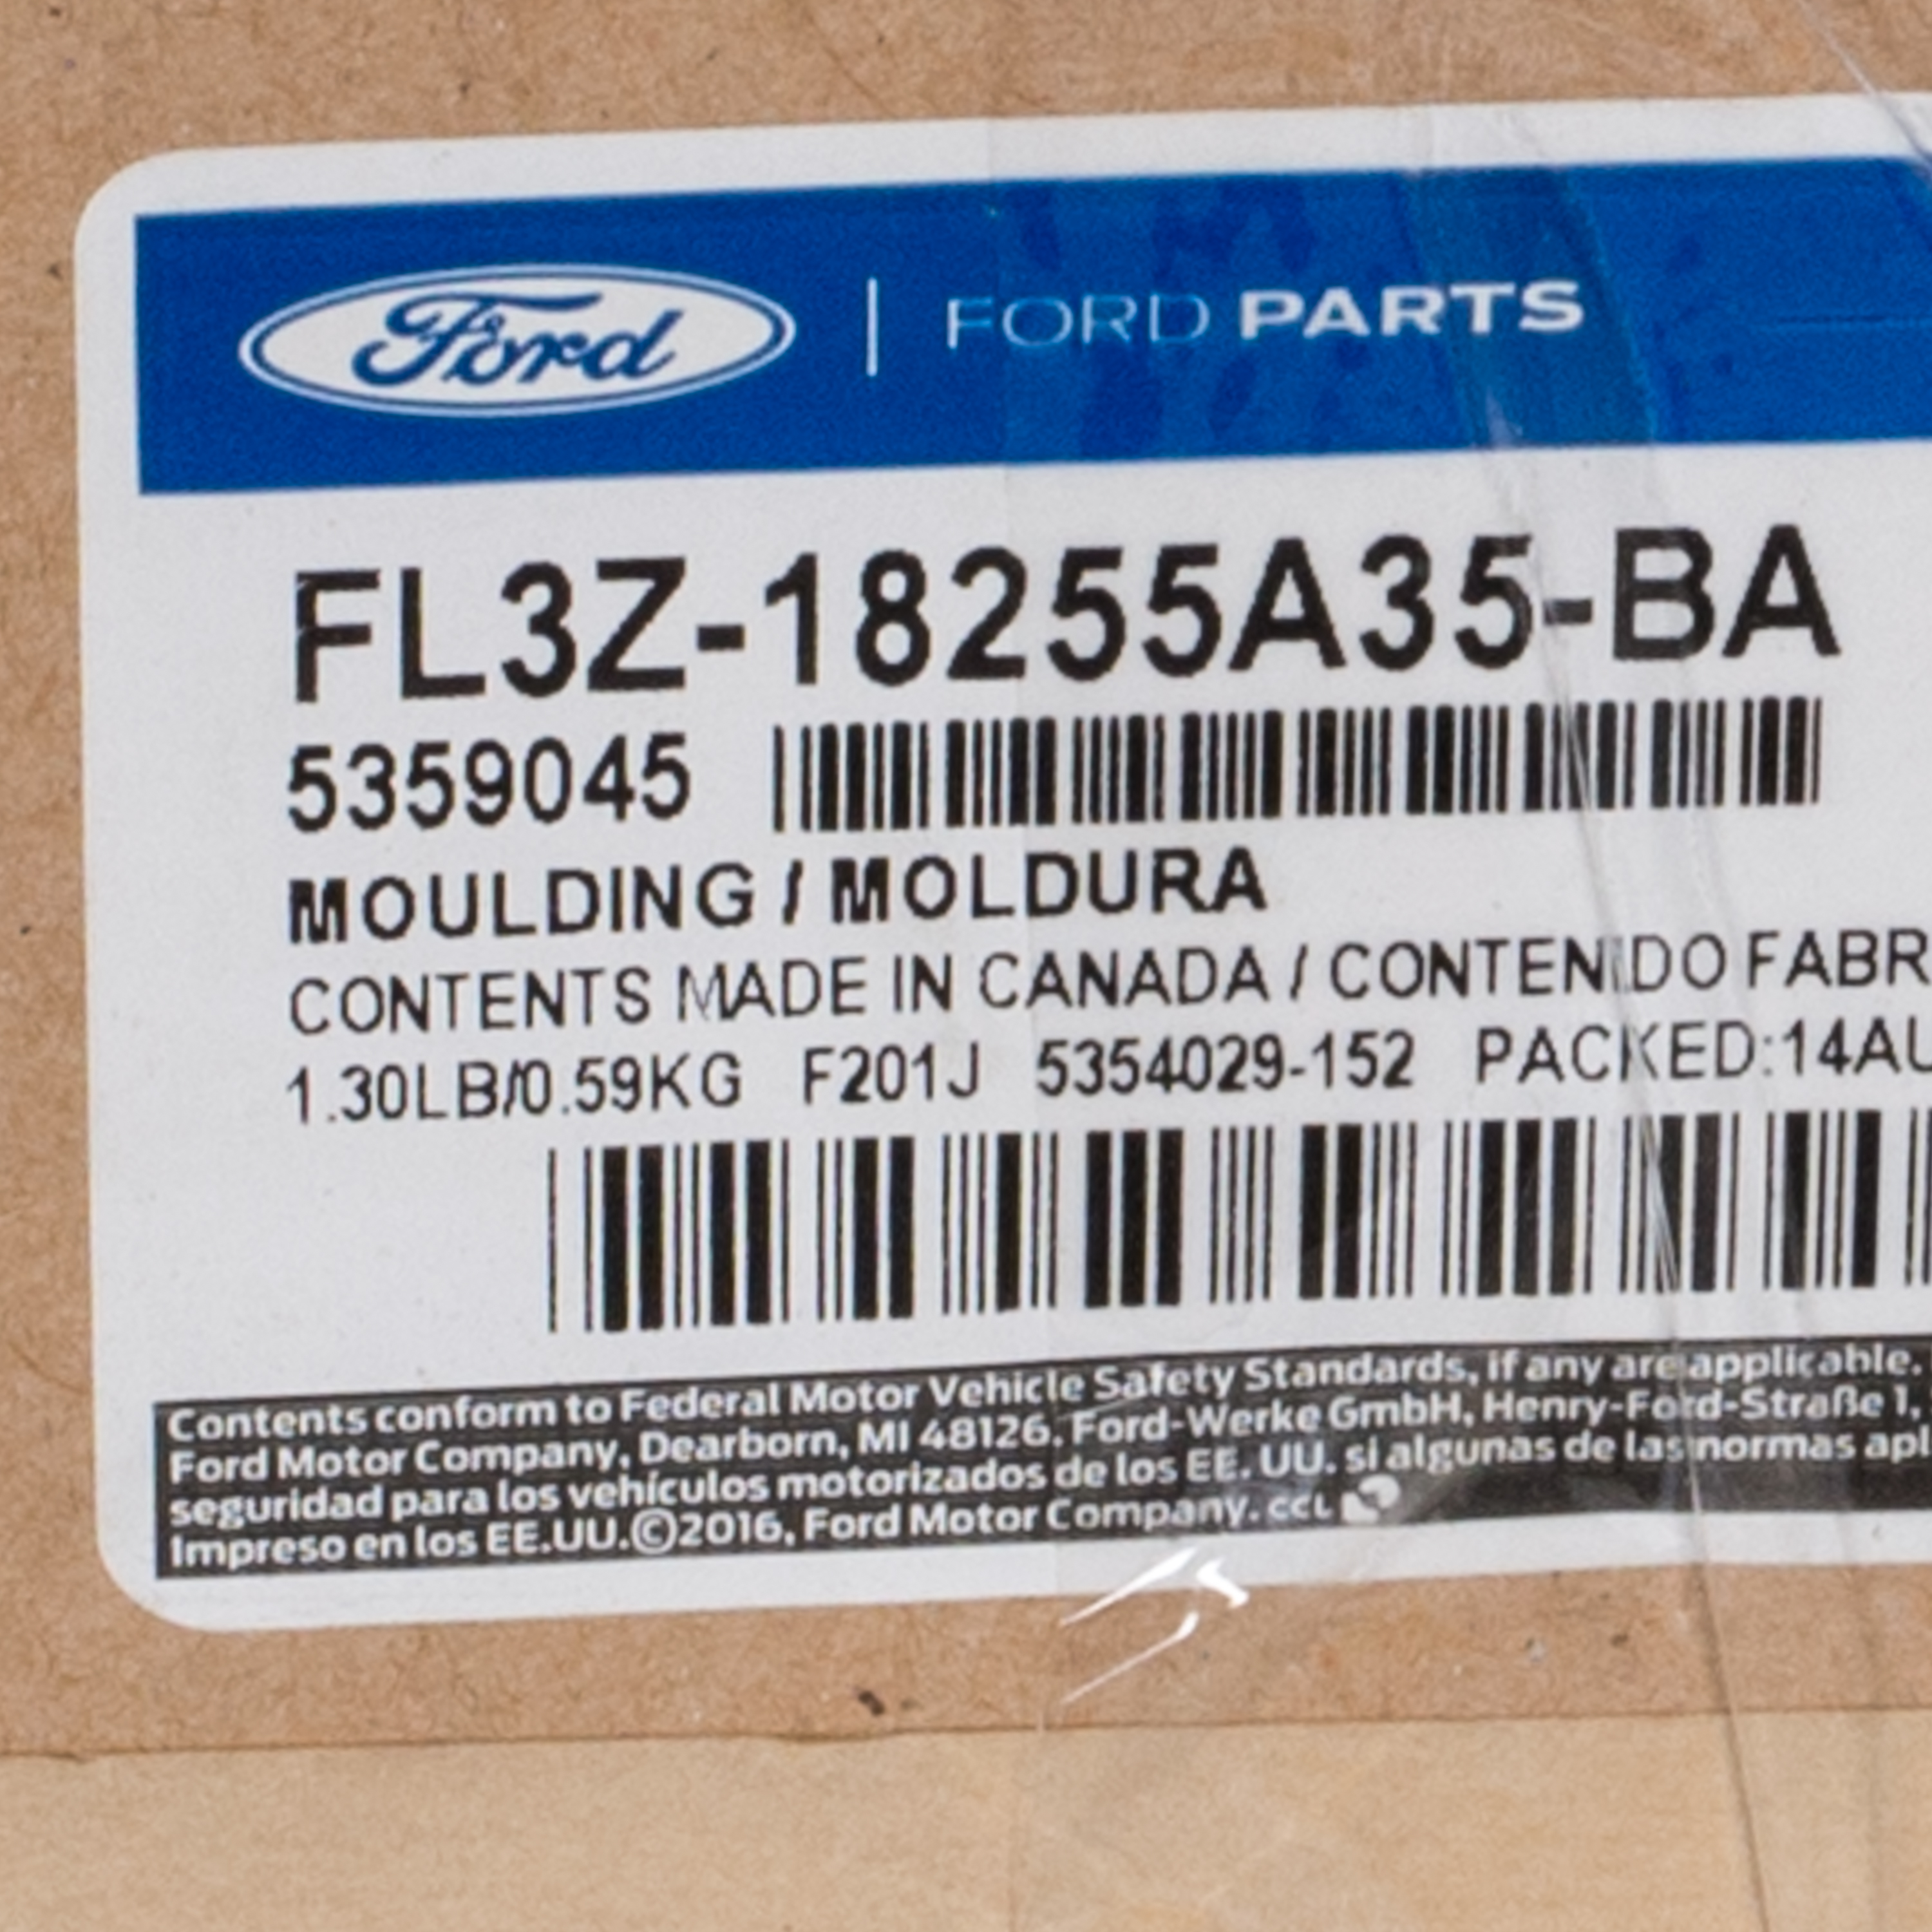 Ford | FORD PARTS
FL3Z-18255A35-BA
5359045
MOULDING / MOLDURA
CONTENTS MADE IN CANADA / CONTENIDO FABR
1.30LB/0.59KG F201J 5354029-152 PACKED:14AU
Contents conform to Federal Motor Vehicle Safety Standards, if any are applicable.
Ford Motor Company, Dearborn, MI 48126. Ford-Werke GmbH, Henry-Ford-Straße 1,
seguridad para los vehículos motorizados de los EE. UU. si algunas de las normas apl
Impreso en los EE.UU.©2016, Ford Motor Company. CCL